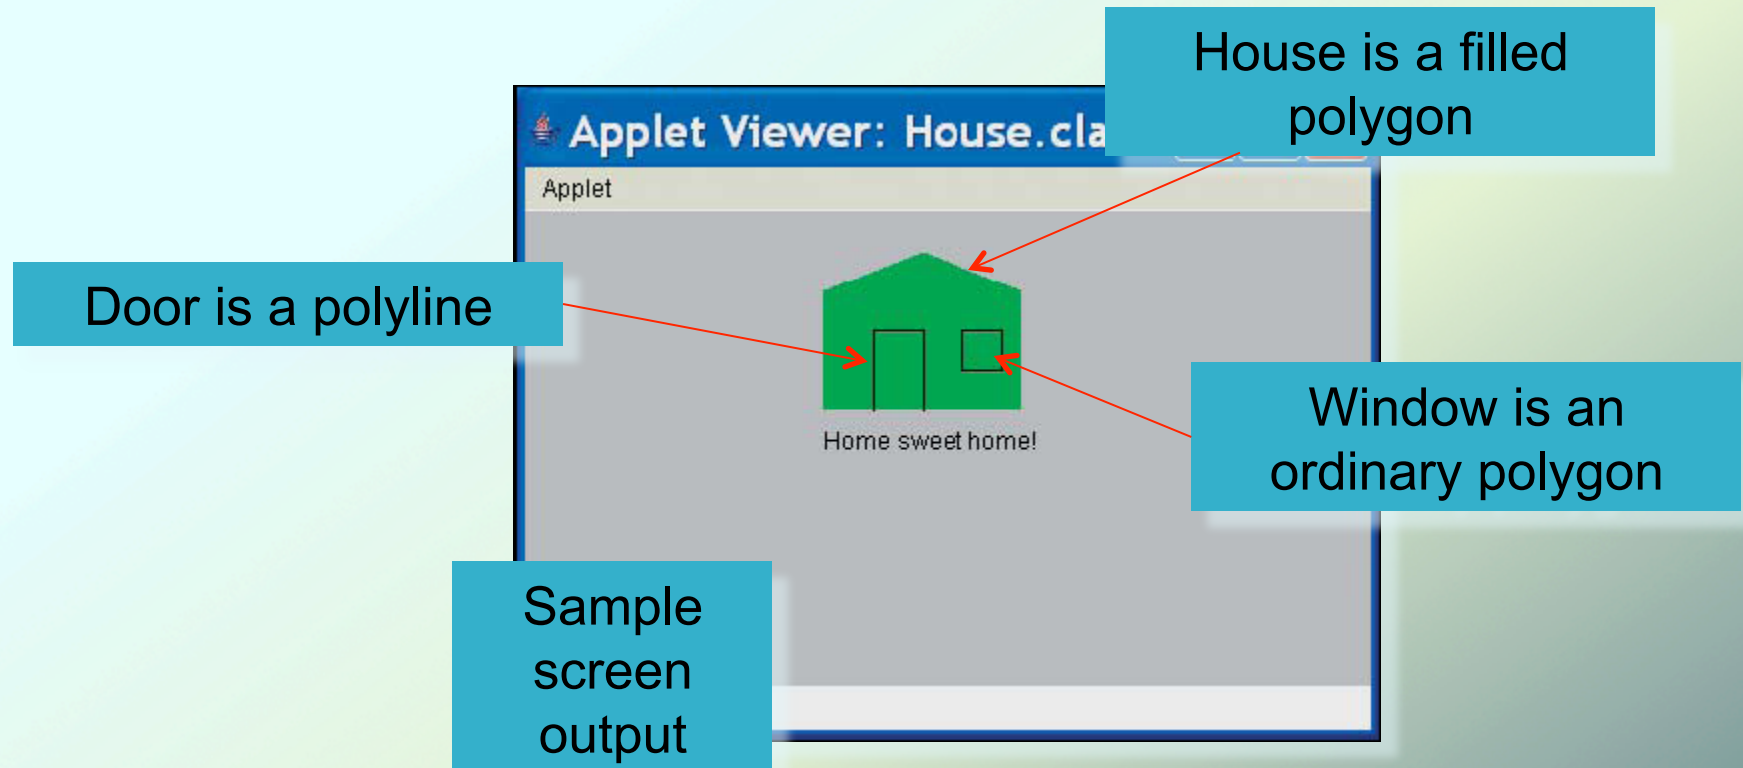 House is a filled
polygon
Applet Viewer: House.cla
Applet
Door is a polyline
Home sweet home!
Window is an
ordinary polygon
Sample
screen
output